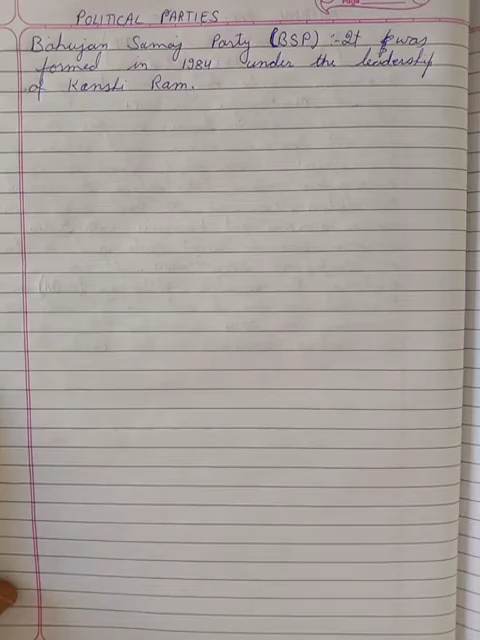 POLITICAL PARTIES
Bahujan Samaj Party (BSP) :- It was
formed in 1984 under the leadership
of Kanshi Ram.